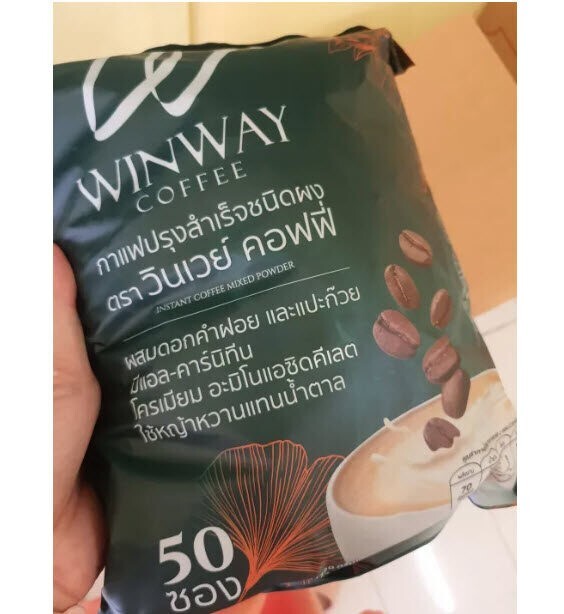 WINWAY
COFFEE
กาแฟปรุงสำเร็จชนิดผง
ตรา วินเวย์ คอฟฟี่
INSTANT COFFEE MIXED POWDER
ผสมดอกคำฝอย และแปะก๊วย
มีแอล-คาร์นิทีน
โครเมียม อะมิโนแอซิดคีเลต
ใช้หญ้าหวานแทนน้ำตาล
70
50
ซอง